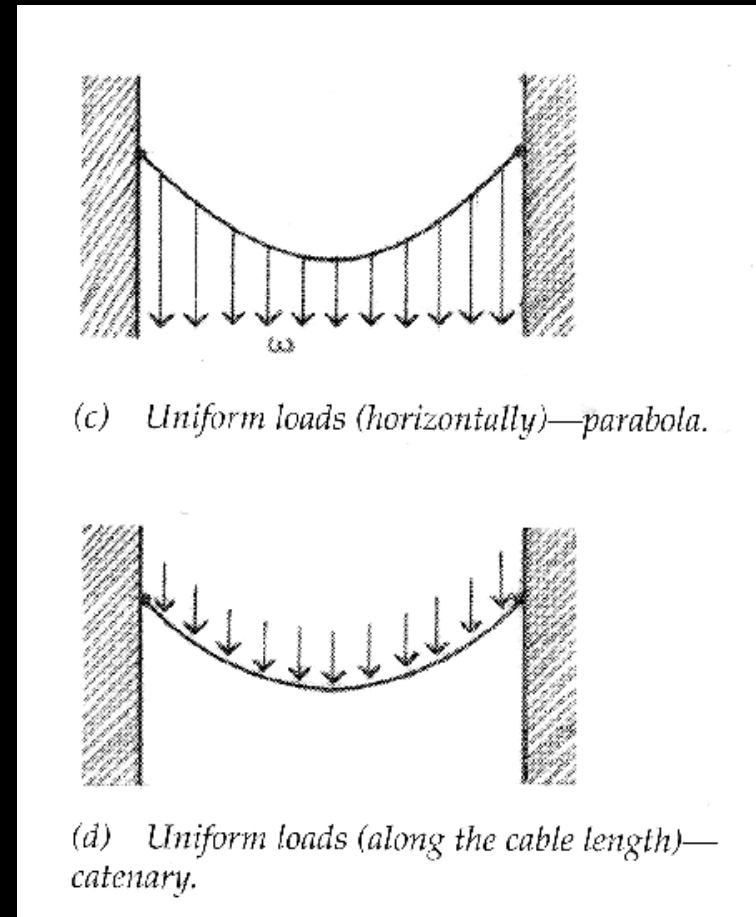 ω
(c) Uniform loads (horizontally)—parabola.
(d) Uniform loads (along the cable length)—
catenary.